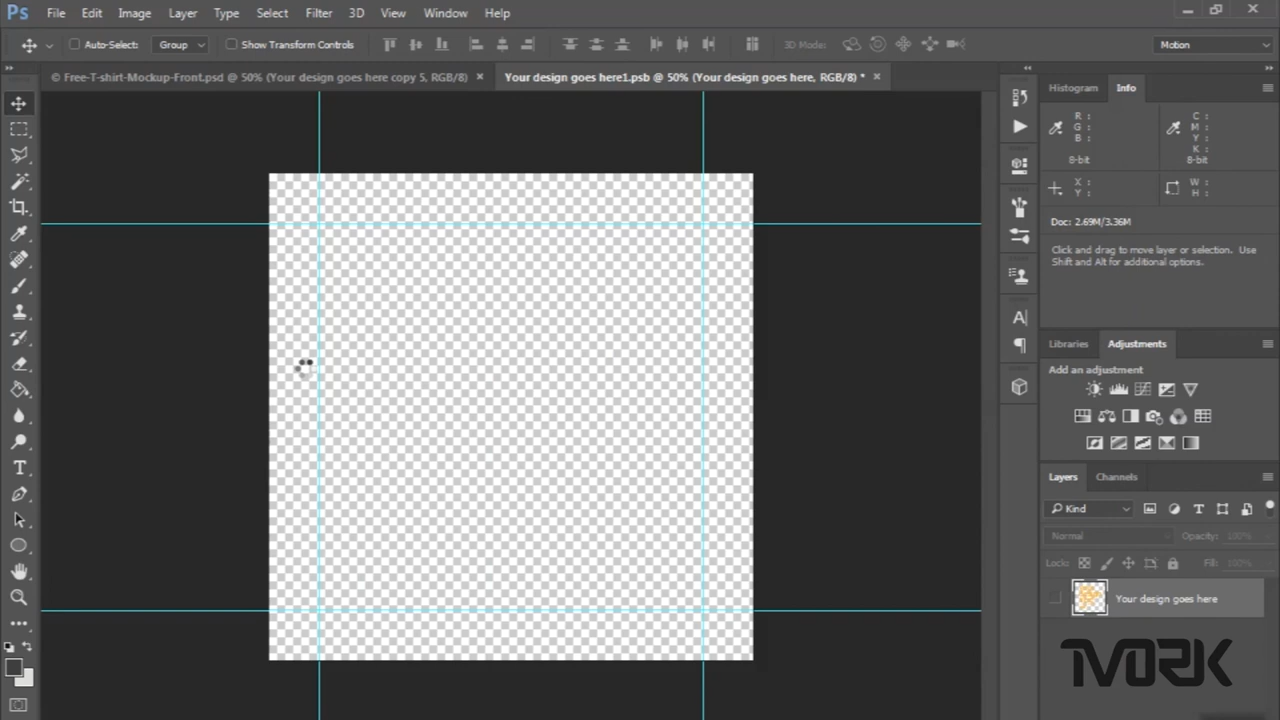 Ps File Edit Image Layer Type Select Filter 3D View Window Help
Auto-Select: Group Show Transform Controls 3D Mode: Motion
© Free-T-shirt-Mockup-Front.psd @ 50% (Your design goes here copy 5, RGB/8) × Your design goes here1.psb @ 50% (Your design goes here, RGB/8) * ×
Histogram Info
R : C :
G : M :
B : Y :
K :
8-bit 8-bit
X : W :
Y : H :
Doc: 2.69M/3.36M
Click and drag to move layer or selection. Use
Shift and Alt for additional options.
Libraries Adjustments
Add an adjustment
Layers Channels
Kind
Normal Opacity: 100%
Lock: Fill: 100%
Your design goes here